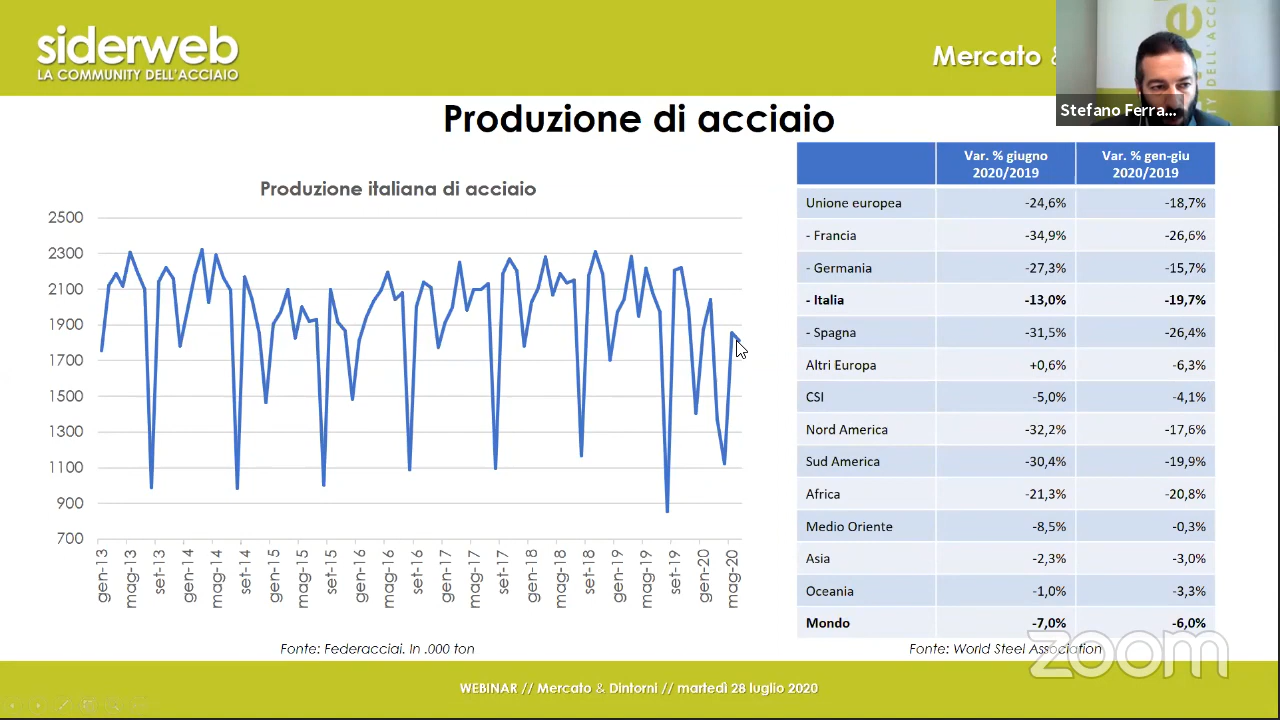 siderweb
LA COMMUNITY DELL'ACCIAIO
Mercato &
Stefano Ferra...
Produzione di acciaio
Produzione italiana di acciaio
2500
2300
2100
1900
1700
1500
1300
1100
900
700
gen-13
mag-13
set-13
gen-14
mag-14
set-14
gen-15
mag-15
set-15
gen-16
mag-16
set-16
gen-17
mag-17
set-17
gen-18
mag-18
set-18
gen-19
mag-19
set-19
gen-20
mag-20
Fonte: Federacciai. In .000 ton
Var. % giugno 2020/2019 Var. % gen-giu 2020/2019
Unione europea -24,6% -18,7%
- Francia -34,9% -26,6%
- Germania -27,3% -15,7%
- Italia -13,0% -19,7%
- Spagna -31,5% -26,4%
Altri Europa +0,6% -6,3%
CSI -5,0% -4,1%
Nord America -32,2% -17,6%
Sud America -30,4% -19,9%
Africa -21,3% -20,8%
Medio Oriente -8,5% -0,3%
Asia -2,3% -3,0%
Oceania -1,0% -3,3%
Mondo -7,0% -6,0%
Fonte: World Steel Association
zoom
WEBINAR // Mercato & Dintorni // martedì 28 luglio 2020